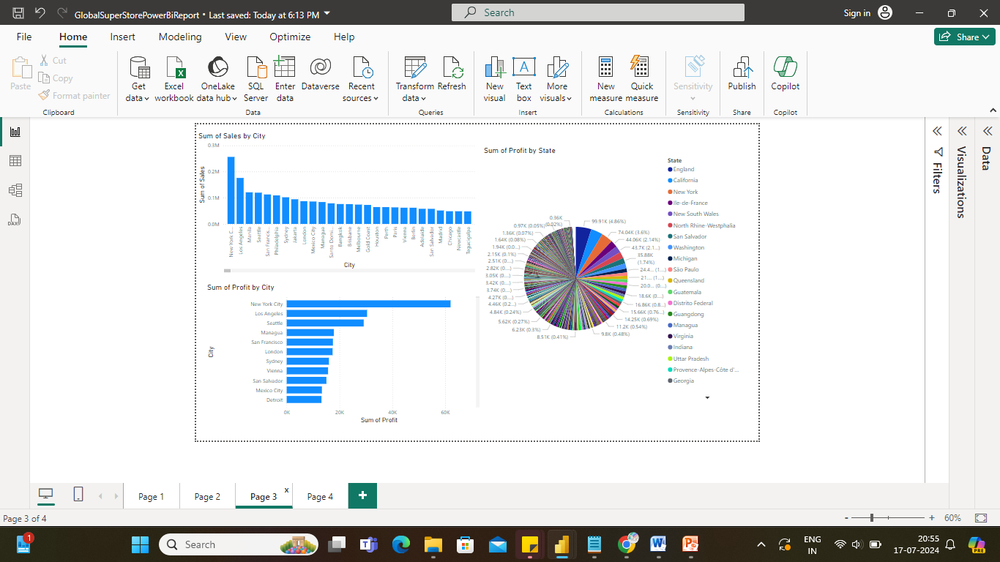 GlobalSuperStorePowerBiReport • Last saved: Today at 6:13 PM
Search
Sign in
File Home Insert Modeling View Optimize Help
Share
Paste
Cut
Copy
Format painter
Clipboard
Get data
Excel workbook
OneLake data hub
SQL Server
Enter data
Dataverse
Recent sources
Data
Transform data
Refresh
Queries
New visual
Text box
More visuals
Insert
New measure
Quick measure
Calculations
Sensitivity
Sensitivity
Publish
Share
Copilot
Copilot
DAX
Sum of Sales by City
0.3M
0.2M
0.1M
0.0M
Sum of Sales
New York C...
Los Angeles
Manila
Seattle
San Francis...
Philadelphia
Sydney
Jakarta
London
Mexico City
Managua
Santo Domi...
Bangkok
Brisbane
Melbourne
Gold Coast
Houston
Perth
Paris
Vienna
Berlin
Adelaide
San Salvador
Madrid
Chicago
Newcastle
Tegucigalpa
City
Sum of Profit by City
New York City
Los Angeles
Seattle
Managua
San Francisco
London
Sydney
Vienna
San Salvador
Mexico City
Detroit
City
0K 20K 40K 60K
Sum of Profit
Sum of Profit by State
99.91K (4.86%)
74.04K (3.6%)
44.06K (2.14%)
43.7K (2.1...)
35.88K
(1.74%)
24.4... (1....)
21.... (1....)
20.0... (0....)
18.6K (0....)
16.86K (0.8...)
15.66K (0.76...)
14.25K (0.69%)
11.2K (0.54%)
9.8K (0.48%)
8.51K (0.41%)
6.23K (0.3%)
5.62K (0.27%)
4.84K (0.24%)
4.46K (0.2...)
4.27K (0....)
3.74K (0....)
3.42K (0....)
3.05K (0....)
2.82K (0....)
2.51K (0....)
2.15K (0.1%)
1.94K (0.0...)
1.64K (0.08%)
1.36K (0.07%)
0.97K (0.05%)
0.36K
(0.02%)
State
England
California
New York
Ile-de-France
New South Wales
North Rhine-Westphalia
San Salvador
Washington
Michigan
São Paulo
Queensland
Guatemala
Distrito Federal
Guangdong
Managua
Virginia
Indiana
Uttar Pradesh
Provence-Alpes-Côte d'...
Georgia
Filters
Visualizations
Data
Page 1 Page 2 Page 3 x Page 4 +
Page 3 of 4
- + 60%
1
Search
ENG
IN
20:55
17-07-2024
PRE